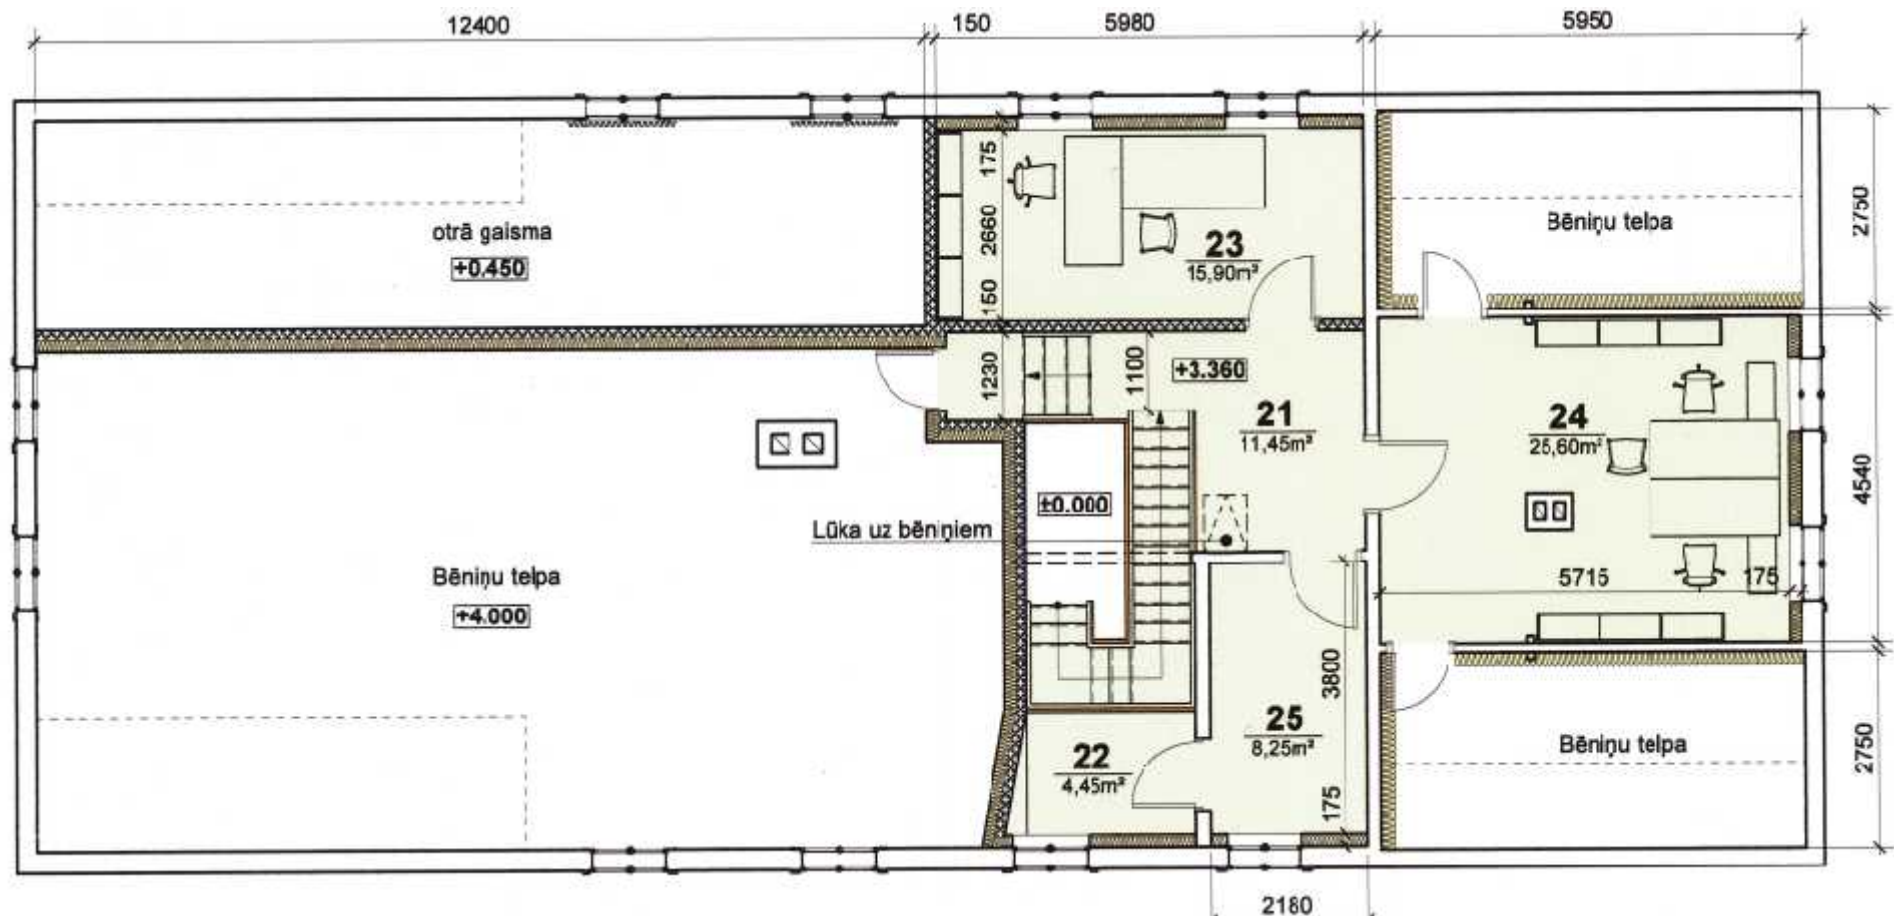 12400
150
5980
5950
otrā gaisma
+0.450
175
2660
150
23
15,90m²
Bēniņu telpa
2750
1230
1100
+3.360
21
11,45m²
24
25,60m²
4540
±0.000
Lūka uz bēniņiem
Bēniņu telpa
+4.000
5715
175
3800
25
8,25m²
22
4,45m²
175
Bēniņu telpa
2750
2180